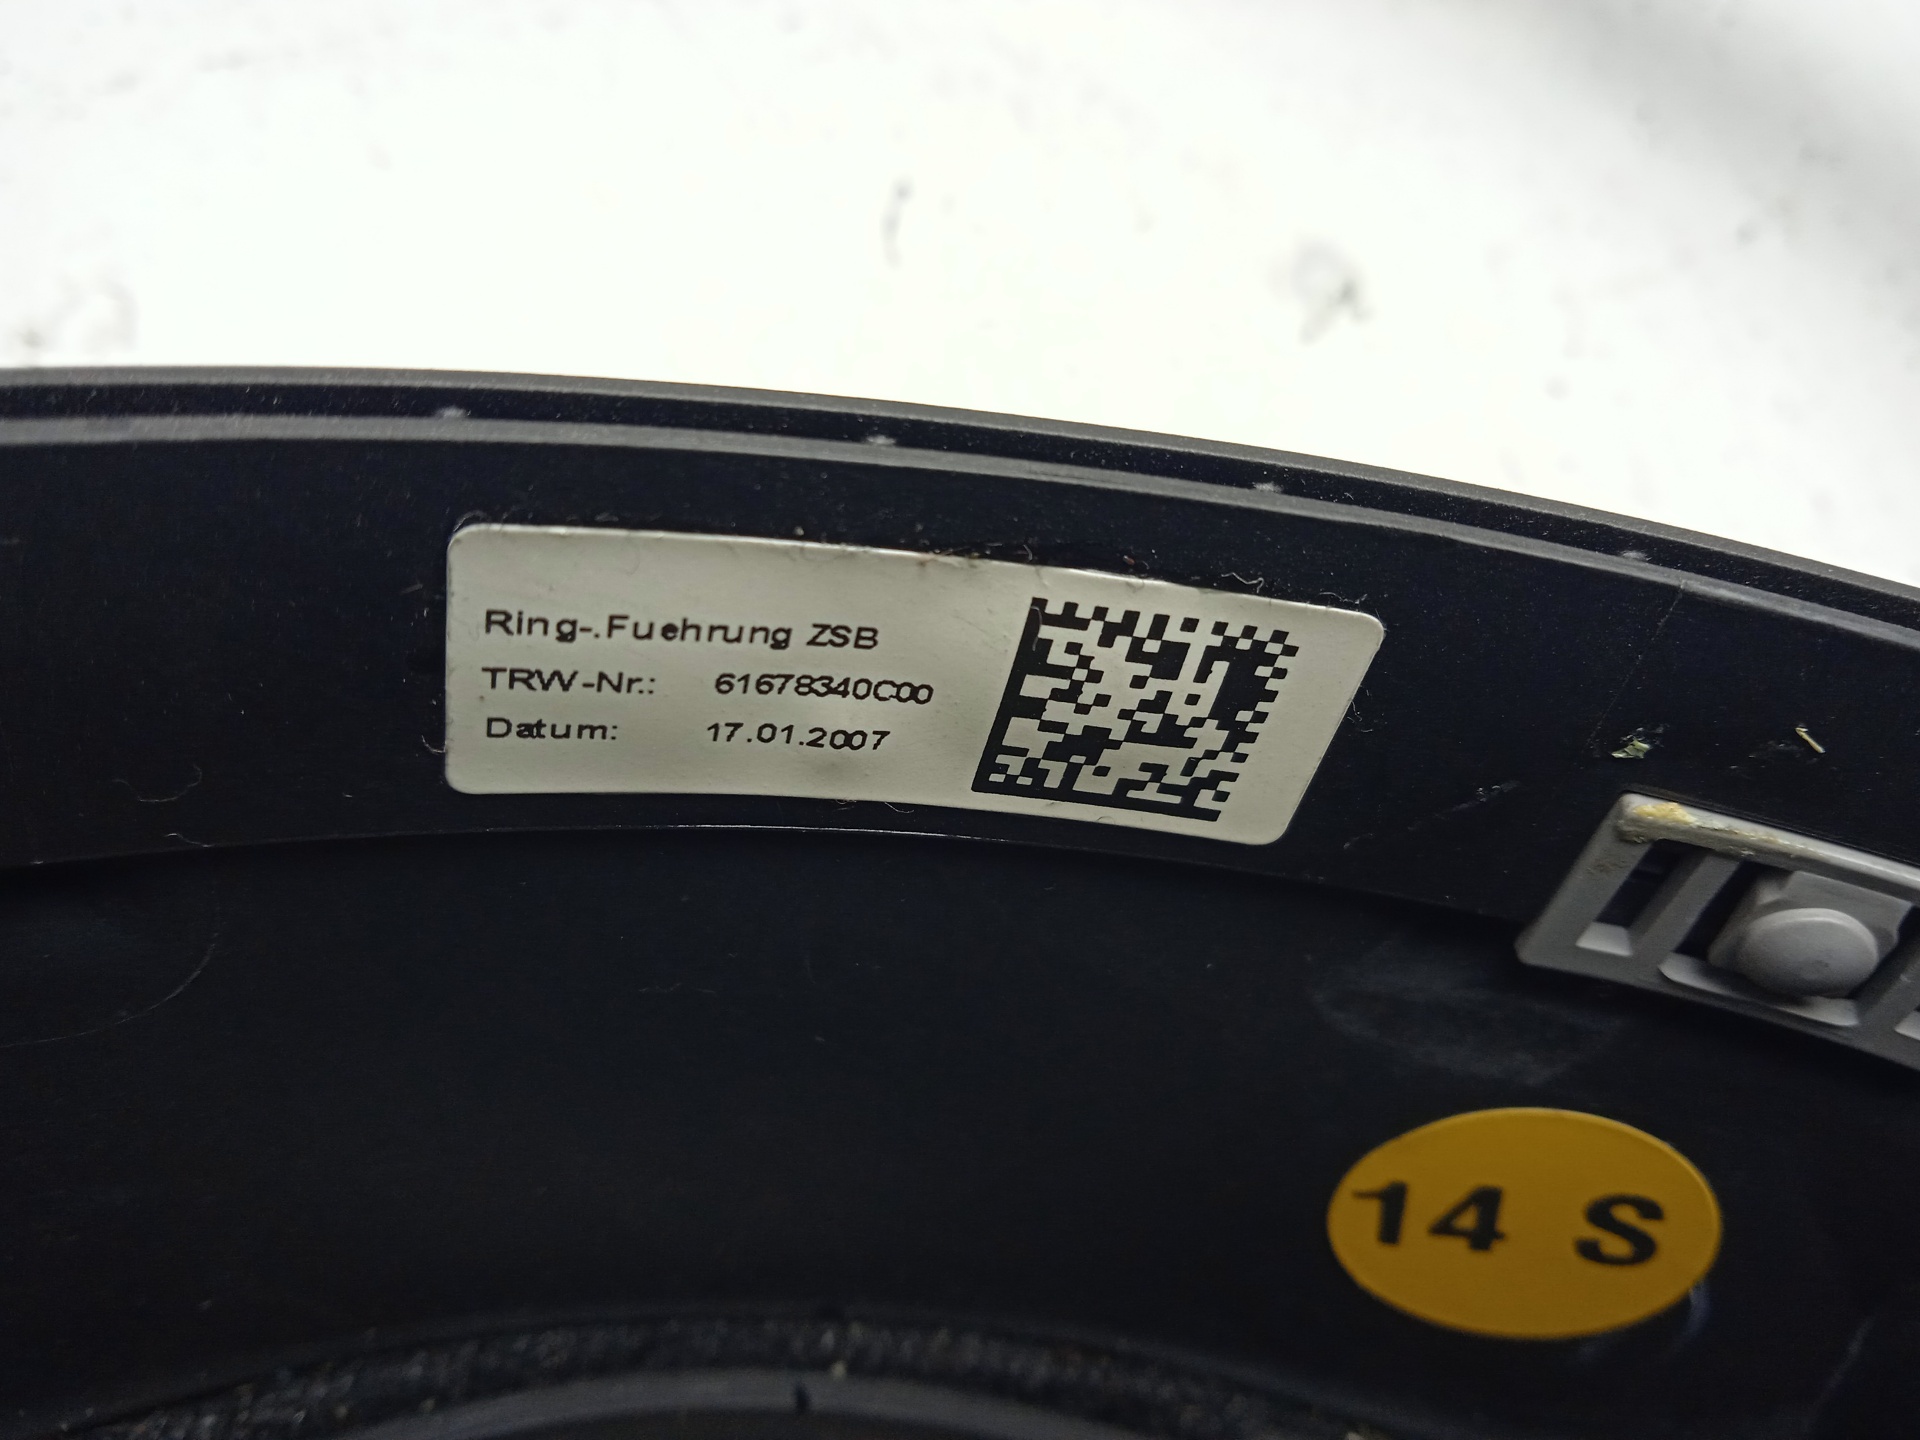 Ring-.Fuehrung ZSB
TRW-Nr.: 61678340C00
Datum: 17.01.2007
14 S